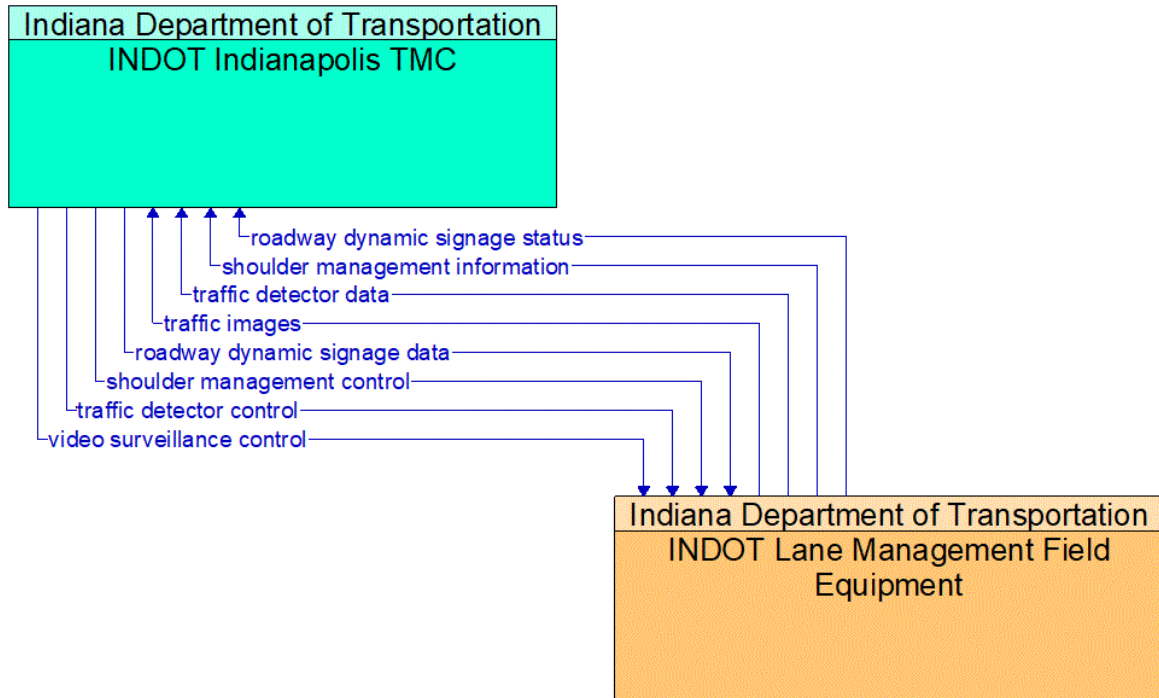 Indiana Department of Transportation
INDOT Indianapolis TMC
roadway dynamic signage status
shoulder management information
traffic detector data
traffic images
roadway dynamic signage data
shoulder management control
traffic detector control
video surveillance control
Indiana Department of Transportation
INDOT Lane Management Field
Equipment